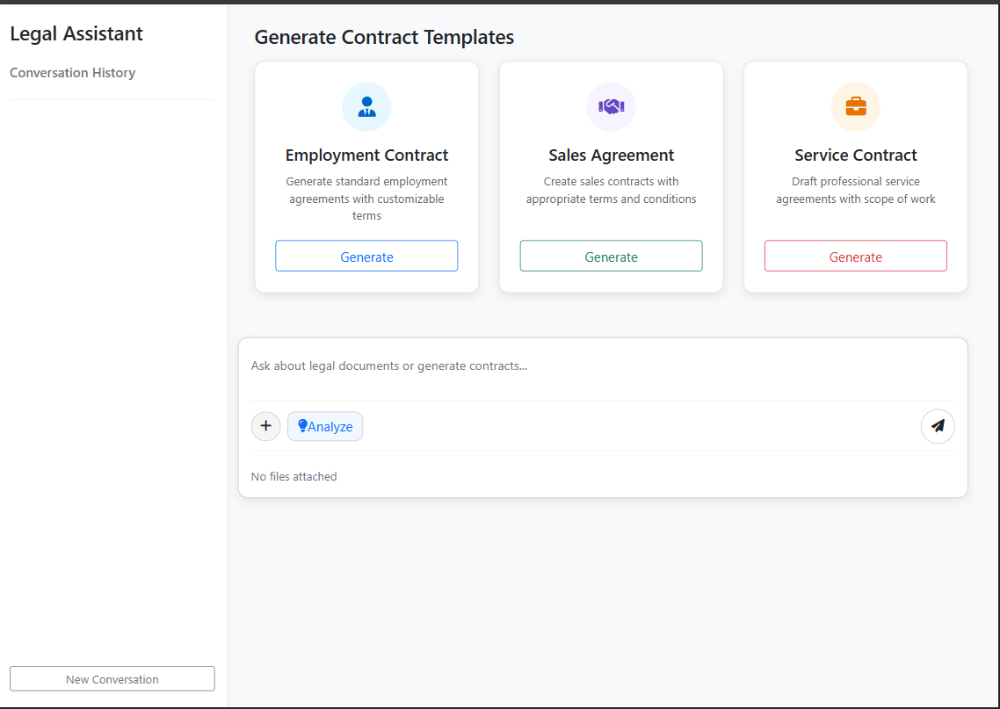 Legal Assistant
Conversation History
New Conversation
Generate Contract Templates
Employment Contract
Generate standard employment
agreements with customizable
terms
Generate
Sales Agreement
Create sales contracts with
appropriate terms and conditions
Generate
Service Contract
Draft professional service
agreements with scope of work
Generate
Ask about legal documents or generate contracts...
Analyze
No files attached